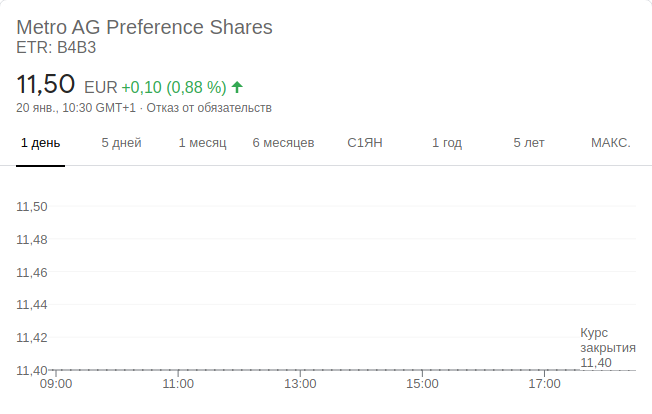 Metro AG Preference Shares
ETR: B4B3
11,50 EUR +0,10 (0,88 %)
20 янв., 10:30 GMT+1 · Отказ от обязательств
1 день 5 дней 1 месяц 6 месяцев С1ЯН 1 год 5 лет МАКС.
11,50
11,48
11,46
11,44
11,42
Курс
закрытия
11,40
11,40
09:00 11:00 13:00 15:00 17:00